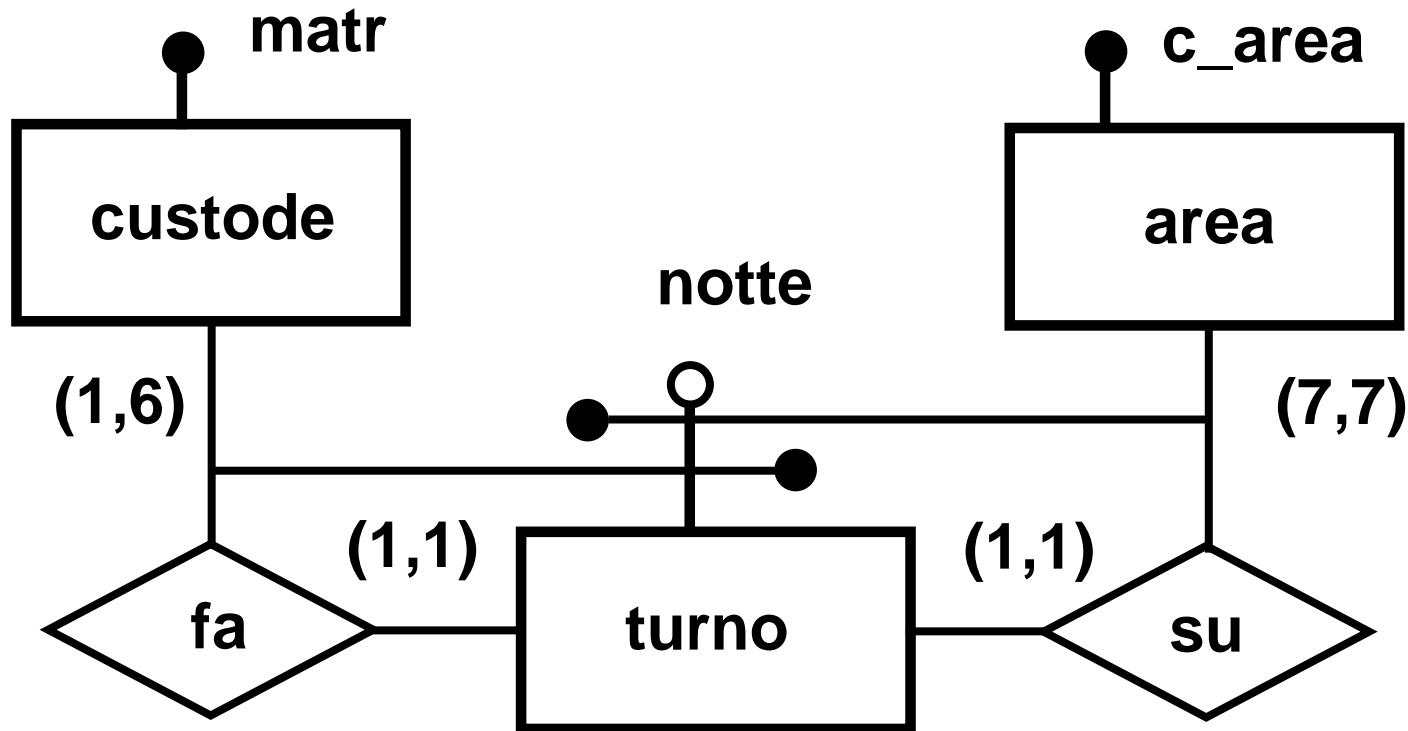 matr
c_area
custode
area
notte
(1,6)
(7,7)
(1,1)
(1,1)
fa
turno
su